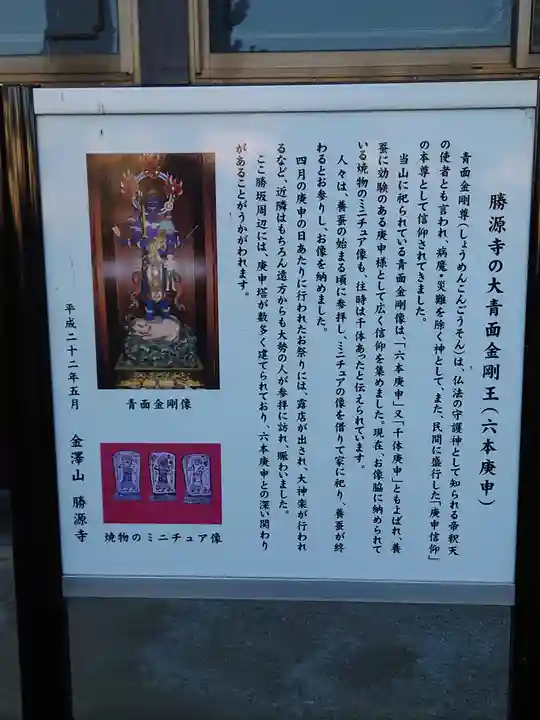 勝源寺の大青面金剛王(六本庚申)
青面金剛尊(しょうめんこんごうそん)は、仏法の守護神として知られる帝釈天
の使者とも言われ、病魔・災難を除く神として、また、民間に盛行した「庚申信仰」
の本尊として信仰されてきました。
当山に祀られている青面金剛像は、「六本庚申」又「千体庚申」ともよばれ、養
蚕に効験のある庚申様として広く信仰を集めました。現在、お像脇に納められて
いる焼物のミニチュア像も、往時は千体あったと伝えられています。
人々は、養蚕の始まる頃に参拝し、ミニチュアの像を借りて家に祀り、養蚕が終
わるとお参りし、お像を納めました。
四月の庚申の日あたりに行われたお祭りには、露店が出され、大神楽が行われ
るなど、近隣はもちろん遠方からも大勢の人が参拝に訪れ、賑わいました。
ここ勝坂周辺には、庚申塔が数多く建てられており、六本庚申との深い関わり
があることがうかがわれます。
平成二十二年五月 金澤山 勝源寺
青面金剛像
焼物のミニチュア像